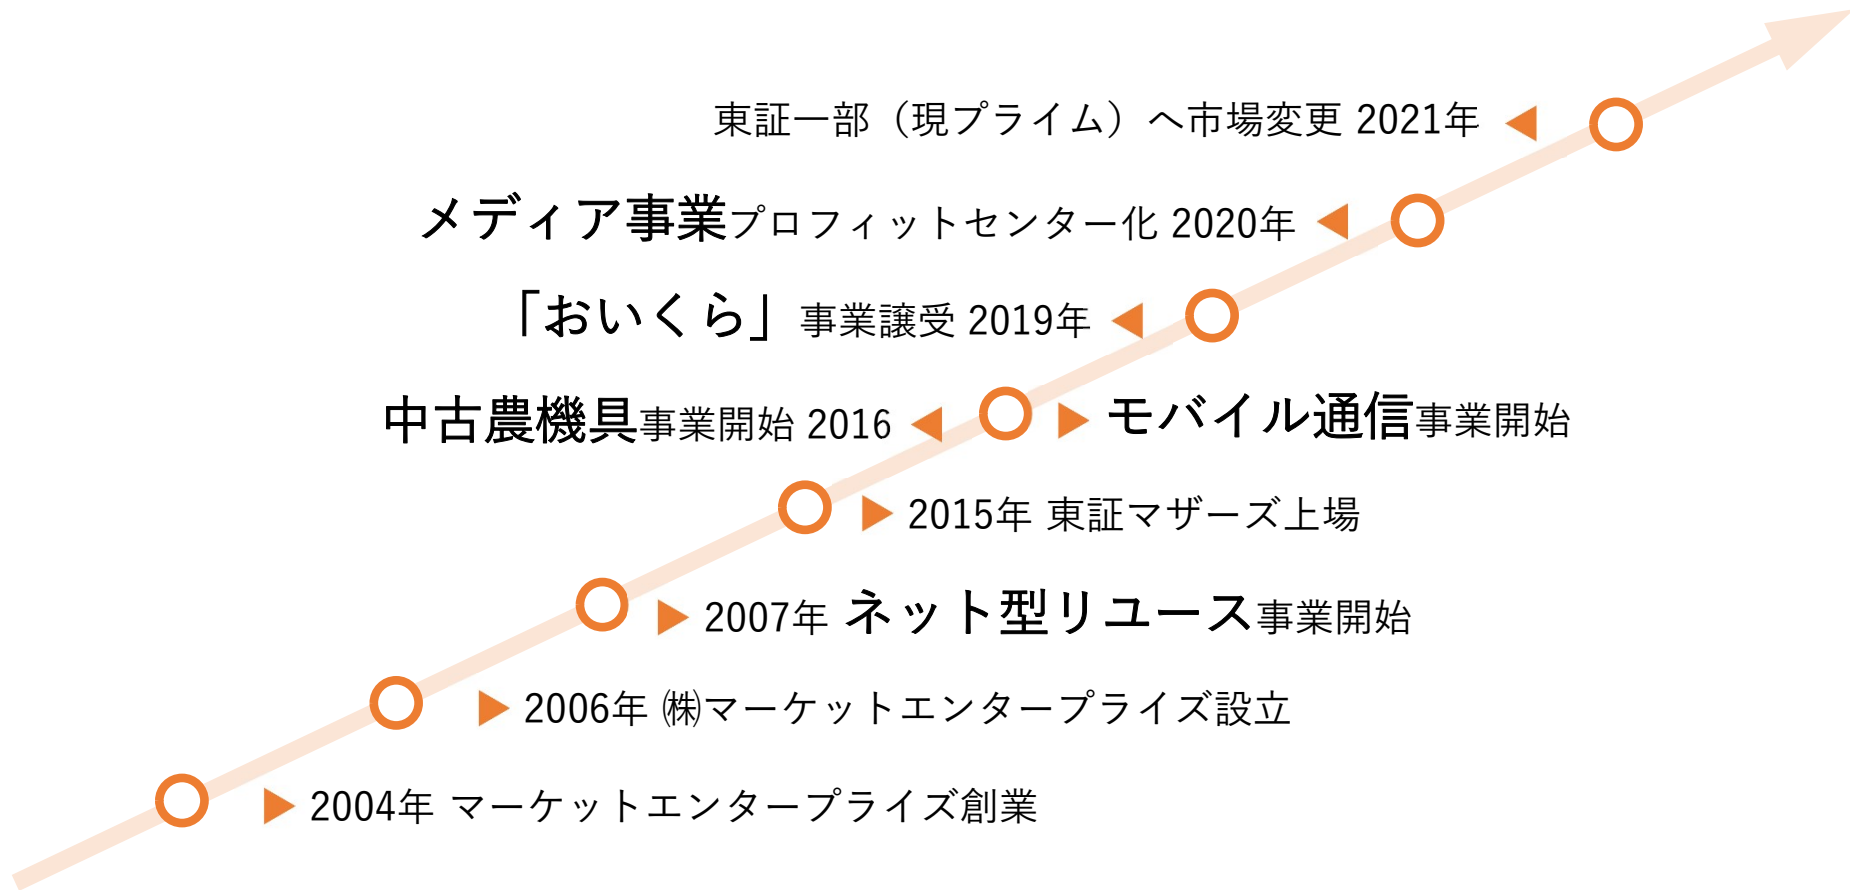 東証一部（現プライム）へ市場変更 2021年
メディア事業プロフィットセンター化 2020年
「おいくら」事業譲受 2019年
中古農機具事業開始 2016
モバイル通信事業開始
2015年 東証マザーズ上場
2007年 ネット型リユース事業開始
2006年 ㈱マーケットエンタープライズ設立
2004年 マーケットエンタープライズ創業